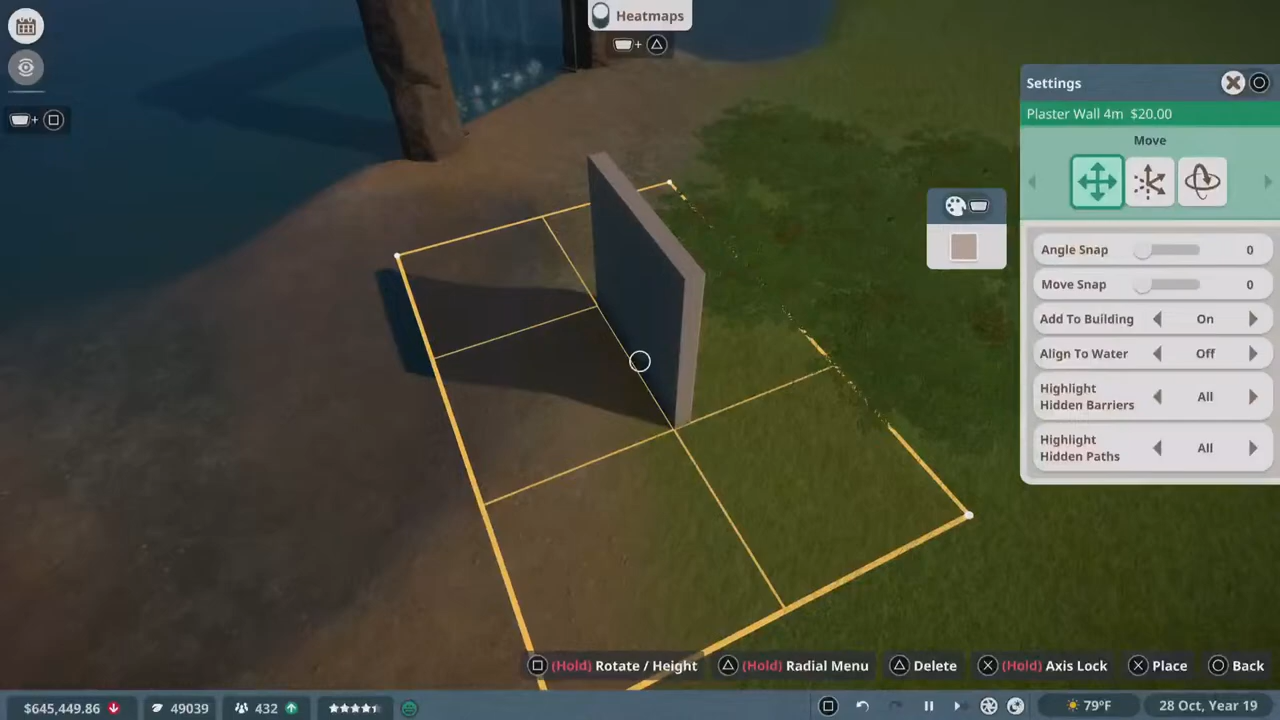 Heatmaps
+
+
Settings
Plaster Wall 4m $20.00
Move
Angle Snap 0
Move Snap 0
Add To Building On
Align To Water Off
Highlight
Hidden Barriers All
Highlight
Hidden Paths All
(Hold) Rotate / Height (Hold) Radial Menu Delete (Hold) Axis Lock Place Back
$645,449.86 49039 432 79°F 28 Oct, Year 19